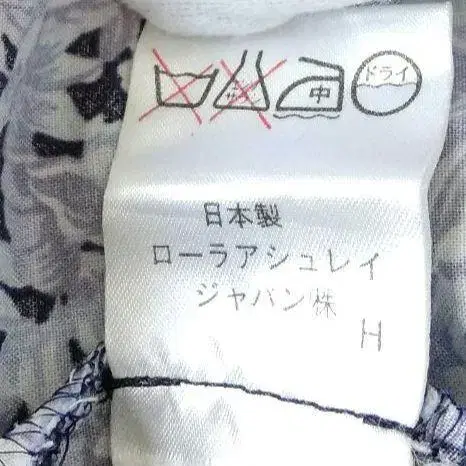 中 ドライ
日本製
ローラアシュレイ
ジャパン(株)
H